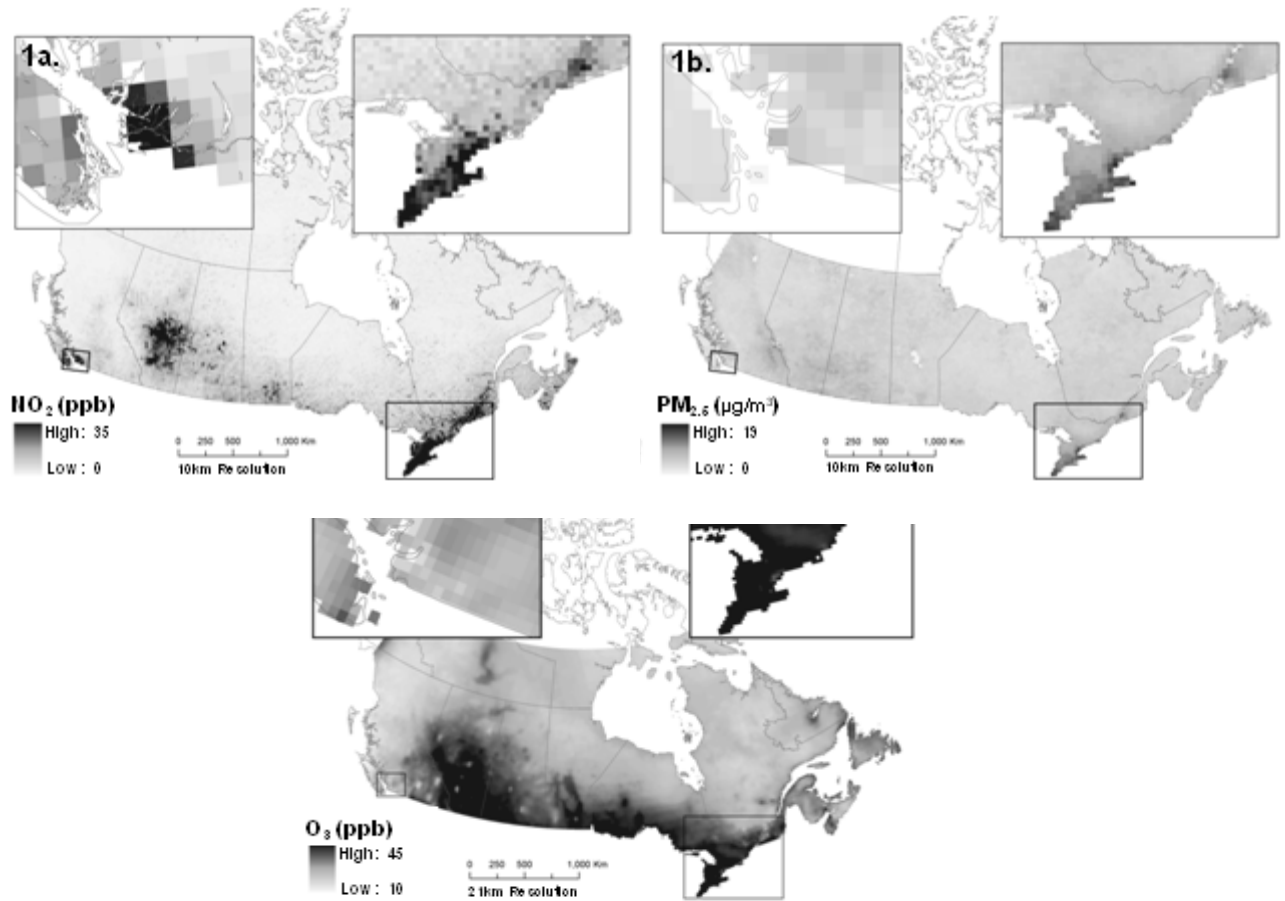 1a.
NO₂ (ppb)
High: 35
Low: 0
0 250 500 1,000 Km
10km Resolution
1b.
PM₂.₅ (µg/m³)
High: 19
Low: 0
0 250 500 1,000 Km
10km Resolution
O₃ (ppb)
High: 45
Low: 10
0 250 500 1,000 Km
21km Resolution